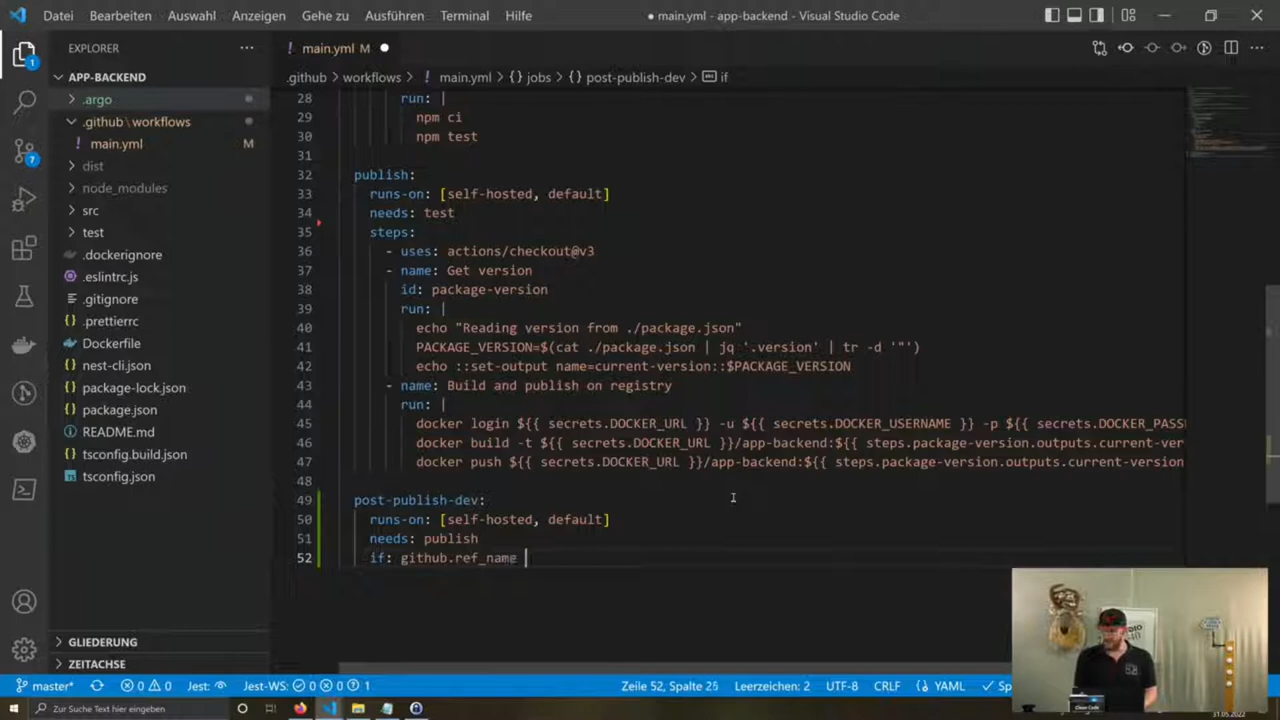 Datei Bearbeiten Auswahl Anzeigen Gehe zu Ausführen Terminal Hilfe
● main.yml - app-backend - Visual Studio Code
EXPLORER
···
APP-BACKEND
.argo
.github \ workflows
main.yml M
dist
node_modules
src
test
.dockerignore
.eslintrc.js
.gitignore
.prettierrc
Dockerfile
nest-cli.json
package-lock.json
package.json
README.md
tsconfig.build.json
tsconfig.json
GLIEDERUNG
ZEITACHSE
1
7
main.yml M
.github > workflows > main.yml > {} jobs > {} post-publish-dev > if
28 run: |
29 npm ci
30 npm test
31
32 publish:
33 runs-on: [self-hosted, default]
34 needs: test
35 steps:
36 - uses: actions/checkout@v3
37 - name: Get version
38 id: package-version
39 run: |
40 echo "Reading version from ./package.json"
41 PACKAGE_VERSION=$(cat ./package.json | jq '.version' | tr -d '"')
42 echo ::set-output name=current-version::$PACKAGE_VERSION
43 - name: Build and publish on registry
44 run: |
45 docker login ${{ secrets.DOCKER_URL }} -u ${{ secrets.DOCKER_USERNAME }} -p ${{ secrets.DOCKER_PASS
46 docker build -t ${{ secrets.DOCKER_URL }}/app-backend:${{ steps.package-version.outputs.current-ver
47 docker push ${{ secrets.DOCKER_URL }}/app-backend:${{ steps.package-version.outputs.current-version
48
49 post-publish-dev:
50 runs-on: [self-hosted, default]
51 needs: publish
52 if: github.ref_name
master* 0 0 Jest: Jest-WS: 0 0 1
Zeile 52, Spalte 25 Leerzeichen: 2 UTF-8 CRLF {} YAML Sp
Zur Suche Text hier eingeben
Clean Code
31.05.2022